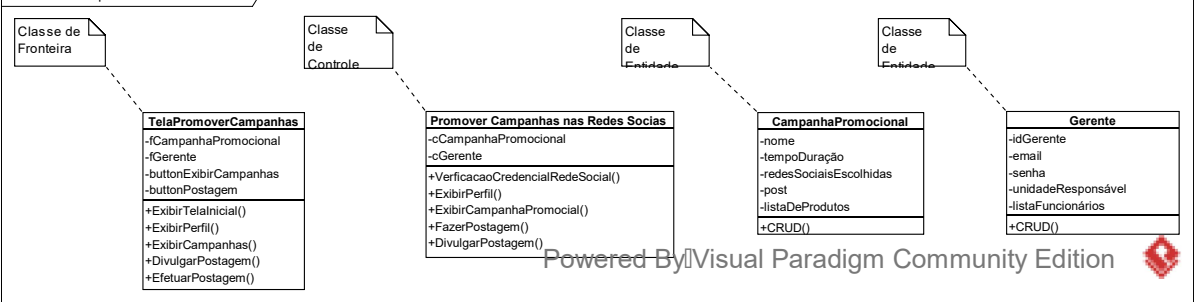 Classe de
Fronteira
Classe
de
Controle
Classe
de
Entidade
Classe
de
Entidade
TelaPromoverCampanhas
-fCampanhaPromocional
-fGerente
-buttonExibirCampanhas
-buttonPostagem
+ExibirTelaInicial()
+ExibirPerfil()
+ExibirCampanhas()
+DivulgarPostagem()
+EfetuarPostagem()
Promover Campanhas nas Redes Socias
-cCampanhaPromocional
-cGerente
+VerficacaoCredencialRedeSocial()
+ExibirPerfil()
+ExibirCampanhaPromocial()
+FazerPostagem()
+DivulgarPostagem()
CampanhaPromocional
-nome
-tempoDuração
-redesSociaisEscolhidas
-post
-listaDeProdutos
+CRUD()
Gerente
-idGerente
-email
-senha
-unidadeResponsável
-listaFuncionários
+CRUD()
Powered By Visual Paradigm Community Edition